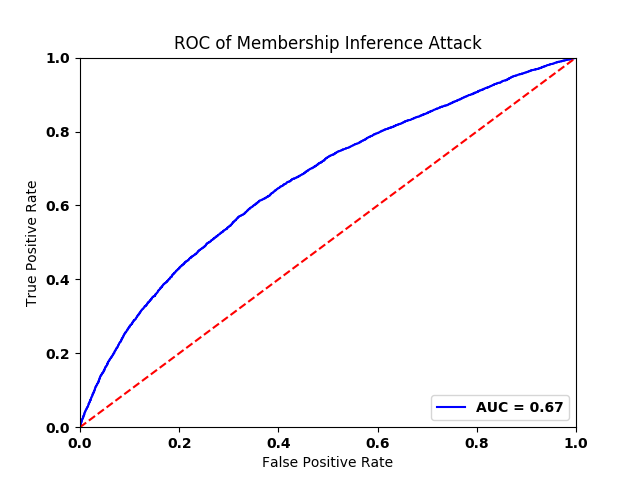 ROC of Membership Inference Attack
1.0
0.8
0.6
0.4
0.2
0.0
True Positive Rate
AUC = 0.67
0.0 0.2 0.4 0.6 0.8 1.0
False Positive Rate